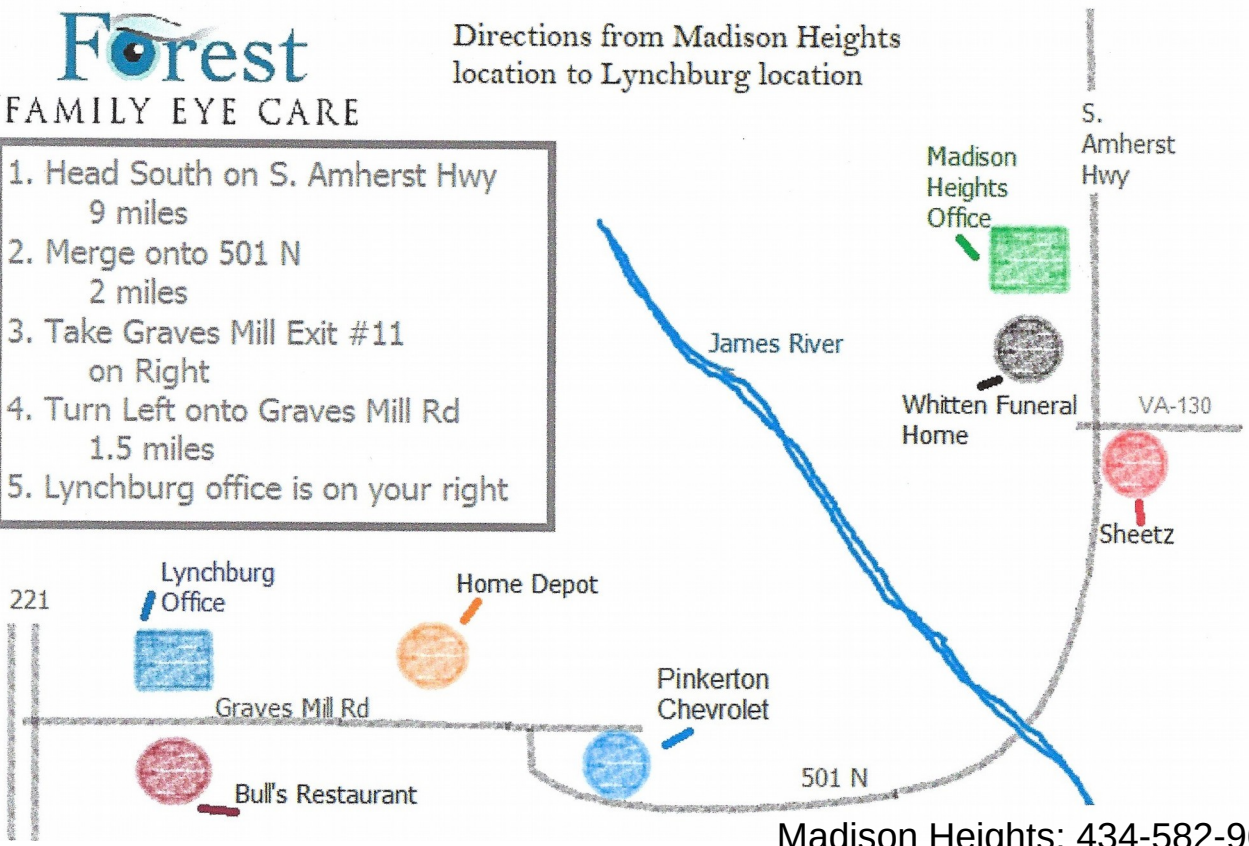 Forest
FAMILY EYE CARE
Directions from Madison Heights
location to Lynchburg location
1. Head South on S. Amherst Hwy
9 miles
2. Merge onto 501 N
2 miles
3. Take Graves Mill Exit #11
on Right
4. Turn Left onto Graves Mill Rd
1.5 miles
5. Lynchburg office is on your right
S.
Amherst
Hwy
Madison
Heights
Office
James River
Whitten Funeral
Home
VA-130
Sheetz
Lynchburg
Office
Home Depot
221
Graves Mill Rd
Pinkerton
Chevrolet
501 N
Bull's Restaurant
Madison Heights: 434-582-9